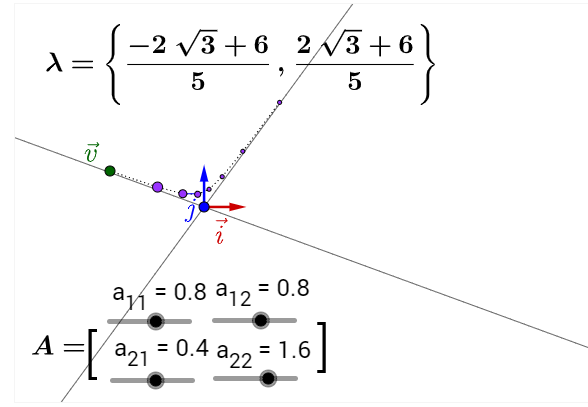 λ = { (-2 √3 + 6)/5 , (2 √3 + 6)/5 }
v⃗
j⃗
i⃗
a₁₁ = 0.8 a₁₂ = 0.8
A = [ a₂₁ = 0.4 a₂₂ = 1.6 ]